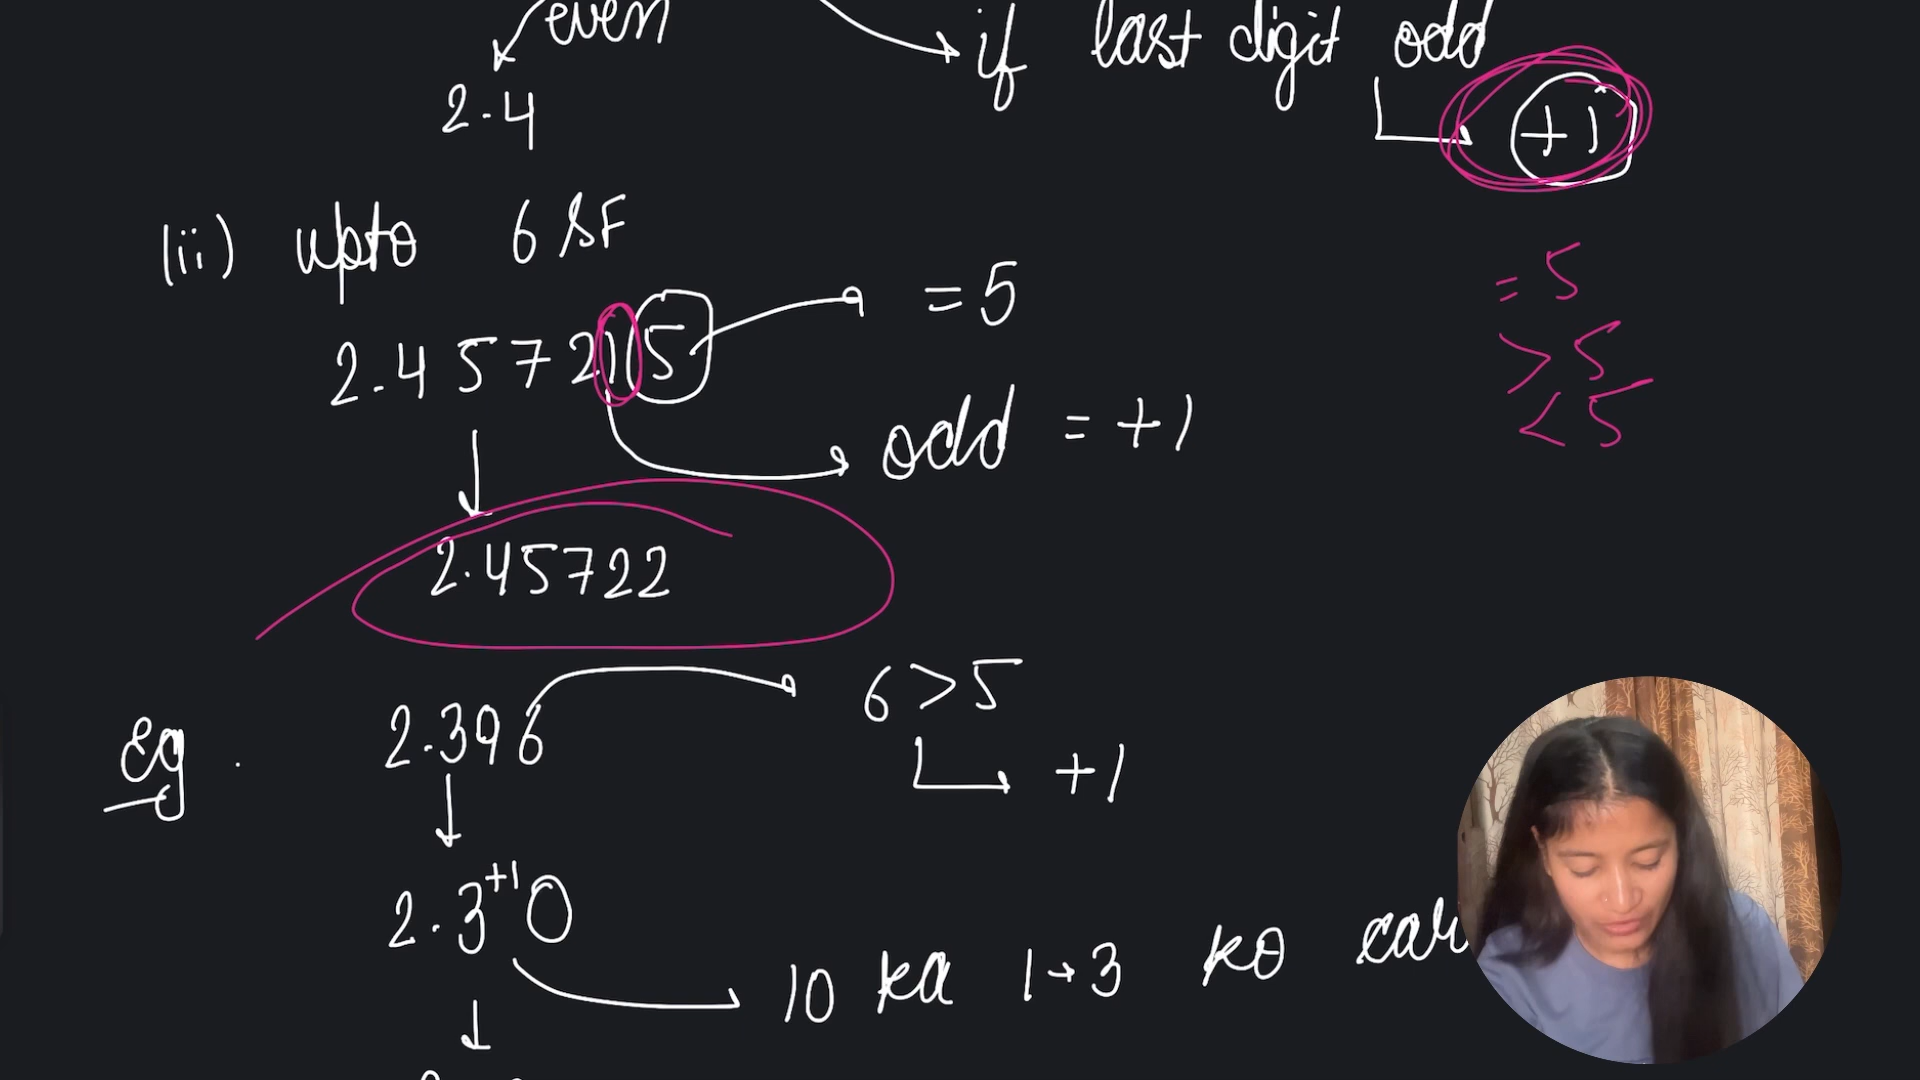 even
if last digit odd
2.4
+1
(ii) upto 6 SF
= 5
2.457215
= 5
> 5
< 5
odd = +1
2.45722
Eg. 2.396
6 > 5
+1
2.3+10
10 ka 1→3 ko